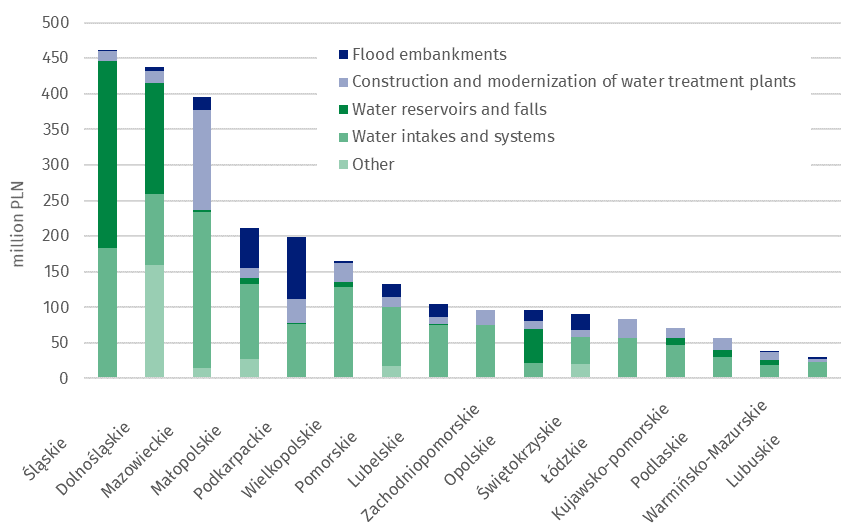 500
450
400
350
300
250
200
150
100
50
0
million PLN
Flood embankments
Construction and modernization of water treatment plants
Water reservoirs and falls
Water intakes and systems
Other
Śląskie
Dolnośląskie
Mazowieckie
Małopolskie
Podkarpackie
Wielkopolskie
Pomorskie
Lubelskie
Zachodniopomorskie
Opolskie
Świętokrzyskie
Łódzkie
Kujawsko-pomorskie
Podlaskie
Warmińsko-Mazurskie
Lubuskie